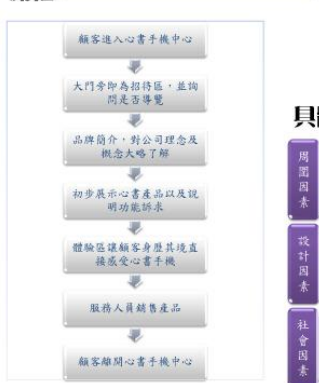 顧客進入心書手機中心
大門旁即為招待區，並詢
問是否導覽
品牌簡介，對公司理念及
概念大略了解
初步展示心書產品以及說
明功能訴求
體驗區讓顧客身歷其境直
接感受心書手機
服務人員銷售產品
顧客離開心書手機中心
周圍因素
設計因素
社會因素